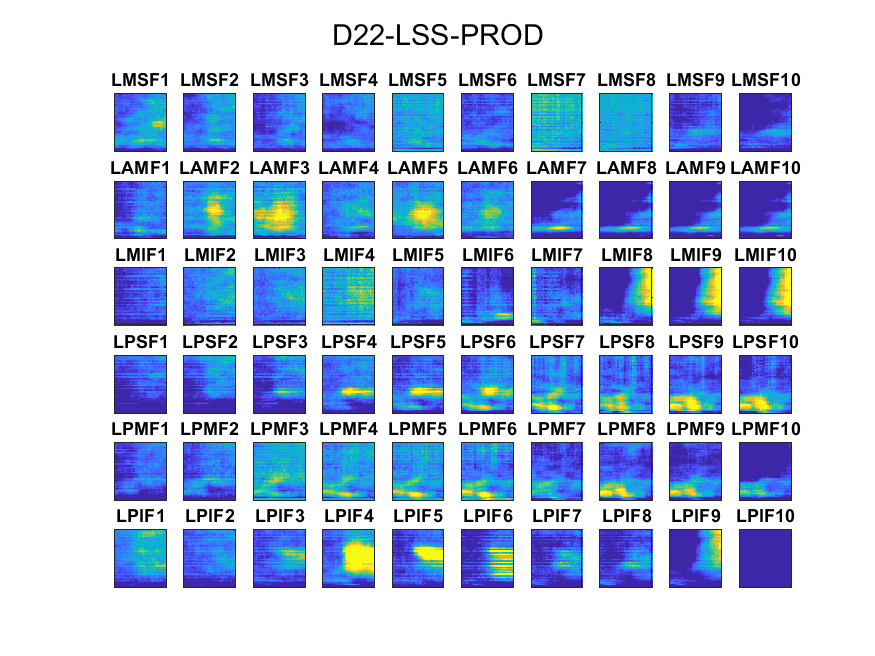 D22-LSS-PROD
LMSF1 LMSF2 LMSF3 LMSF4 LMSF5 LMSF6 LMSF7 LMSF8 LMSF9 LMSF10
LAMF1 LAMF2 LAMF3 LAMF4 LAMF5 LAMF6 LAMF7 LAMF8 LAMF9 LAMF10
LMIF1 LMIF2 LMIF3 LMIF4 LMIF5 LMIF6 LMIF7 LMIF8 LMIF9 LMIF10
LPSF1 LPSF2 LPSF3 LPSF4 LPSF5 LPSF6 LPSF7 LPSF8 LPSF9 LPSF10
LPMF1 LPMF2 LPMF3 LPMF4 LPMF5 LPMF6 LPMF7 LPMF8 LPMF9 LPMF10
LPIF1 LPIF2 LPIF3 LPIF4 LPIF5 LPIF6 LPIF7 LPIF8 LPIF9 LPIF10